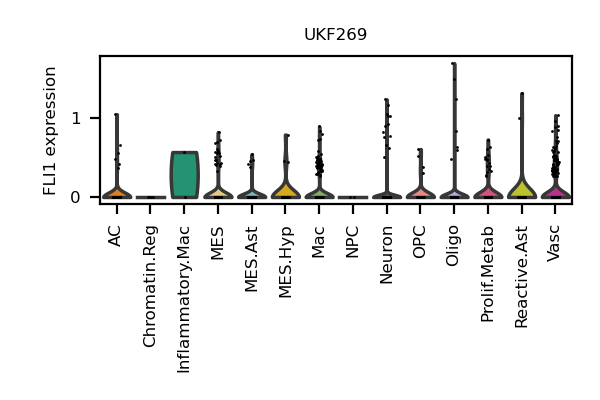 UKF269
FLI1 expression
1
0
AC
Chromatin.Reg
Inflammatory.Mac
MES
MES.Ast
MES.Hyp
Mac
NPC
Neuron
OPC
Oligo
Prolif.Metab
Reactive.Ast
Vasc